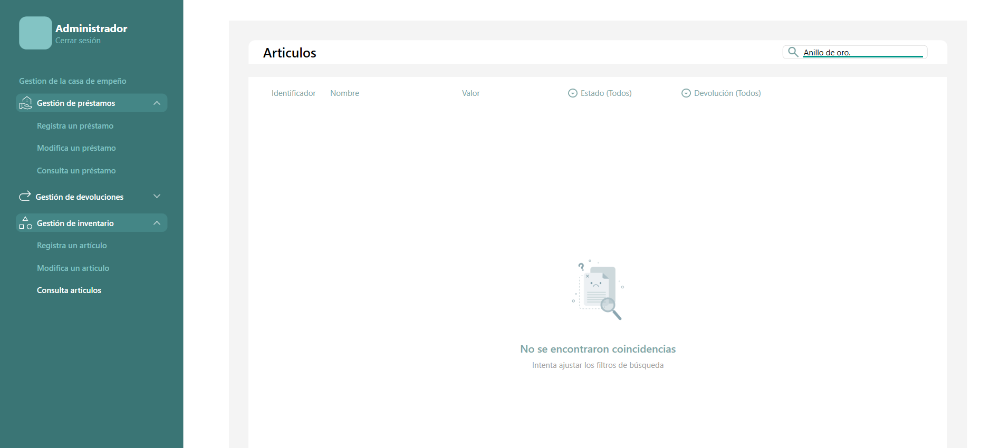 Administrador
Cerrar sesión
Gestion de la casa de empeño
Gestión de préstamos
Registra un préstamo
Modifica un préstamo
Consulta un préstamo
Gestión de devoluciones
Gestión de inventario
Registra un artículo
Modifica un articulo
Consulta articulos
Articulos
Anillo de oro.
Identificador Nombre Valor Estado (Todos) Devolución (Todos)
?
No se encontraron coincidencias
Intenta ajustar los filtros de búsqueda